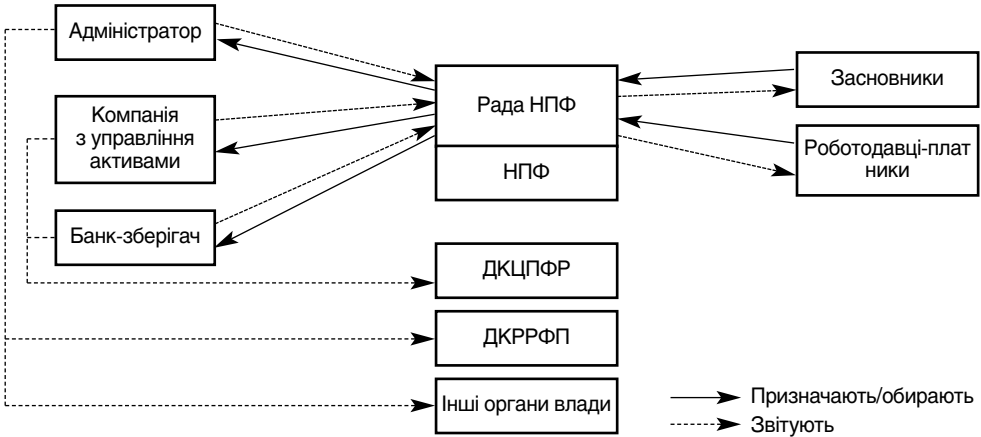 Адміністратор
Компанія
з управління
активами
Банк-зберігач
Рада НПФ
НПФ
ДКЦПФР
ДКРРФП
Інші органи влади
Засновники
Роботодавці-плат
ники
Призначають/обирають
Звітують